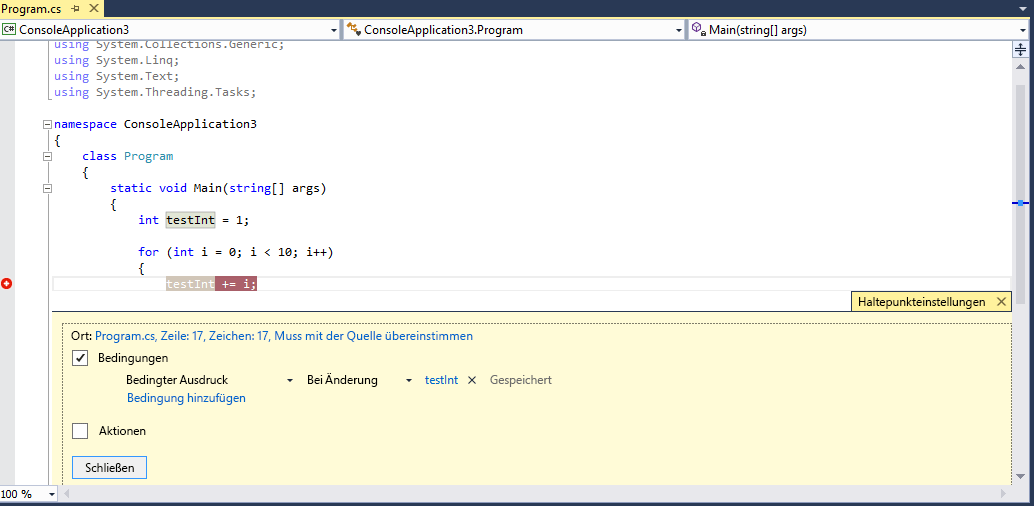 Program.cs
C# ConsoleApplication3 ConsoleApplication3.Program Main(string[] args)
using System.Collections.Generic;
using System.Linq;
using System.Text;
using System.Threading.Tasks;
namespace ConsoleApplication3
{
class Program
{
static void Main(string[] args)
{
int testInt = 1;
for (int i = 0; i < 10; i++)
{
testInt += i;
Haltepunkteinstellungen
Ort: Program.cs, Zeile: 17, Zeichen: 17, Muss mit der Quelle übereinstimmen
Bedingungen
Bedingter Ausdruck Bei Änderung testInt Gespeichert
Bedingung hinzufügen
Aktionen
Schließen
100 %